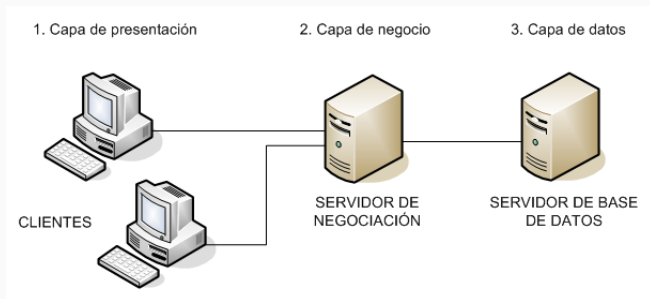 1. Capa de presentación
2. Capa de negocio
3. Capa de datos
CLIENTES
SERVIDOR DE
NEGOCIACIÓN
SERVIDOR DE BASE
DE DATOS